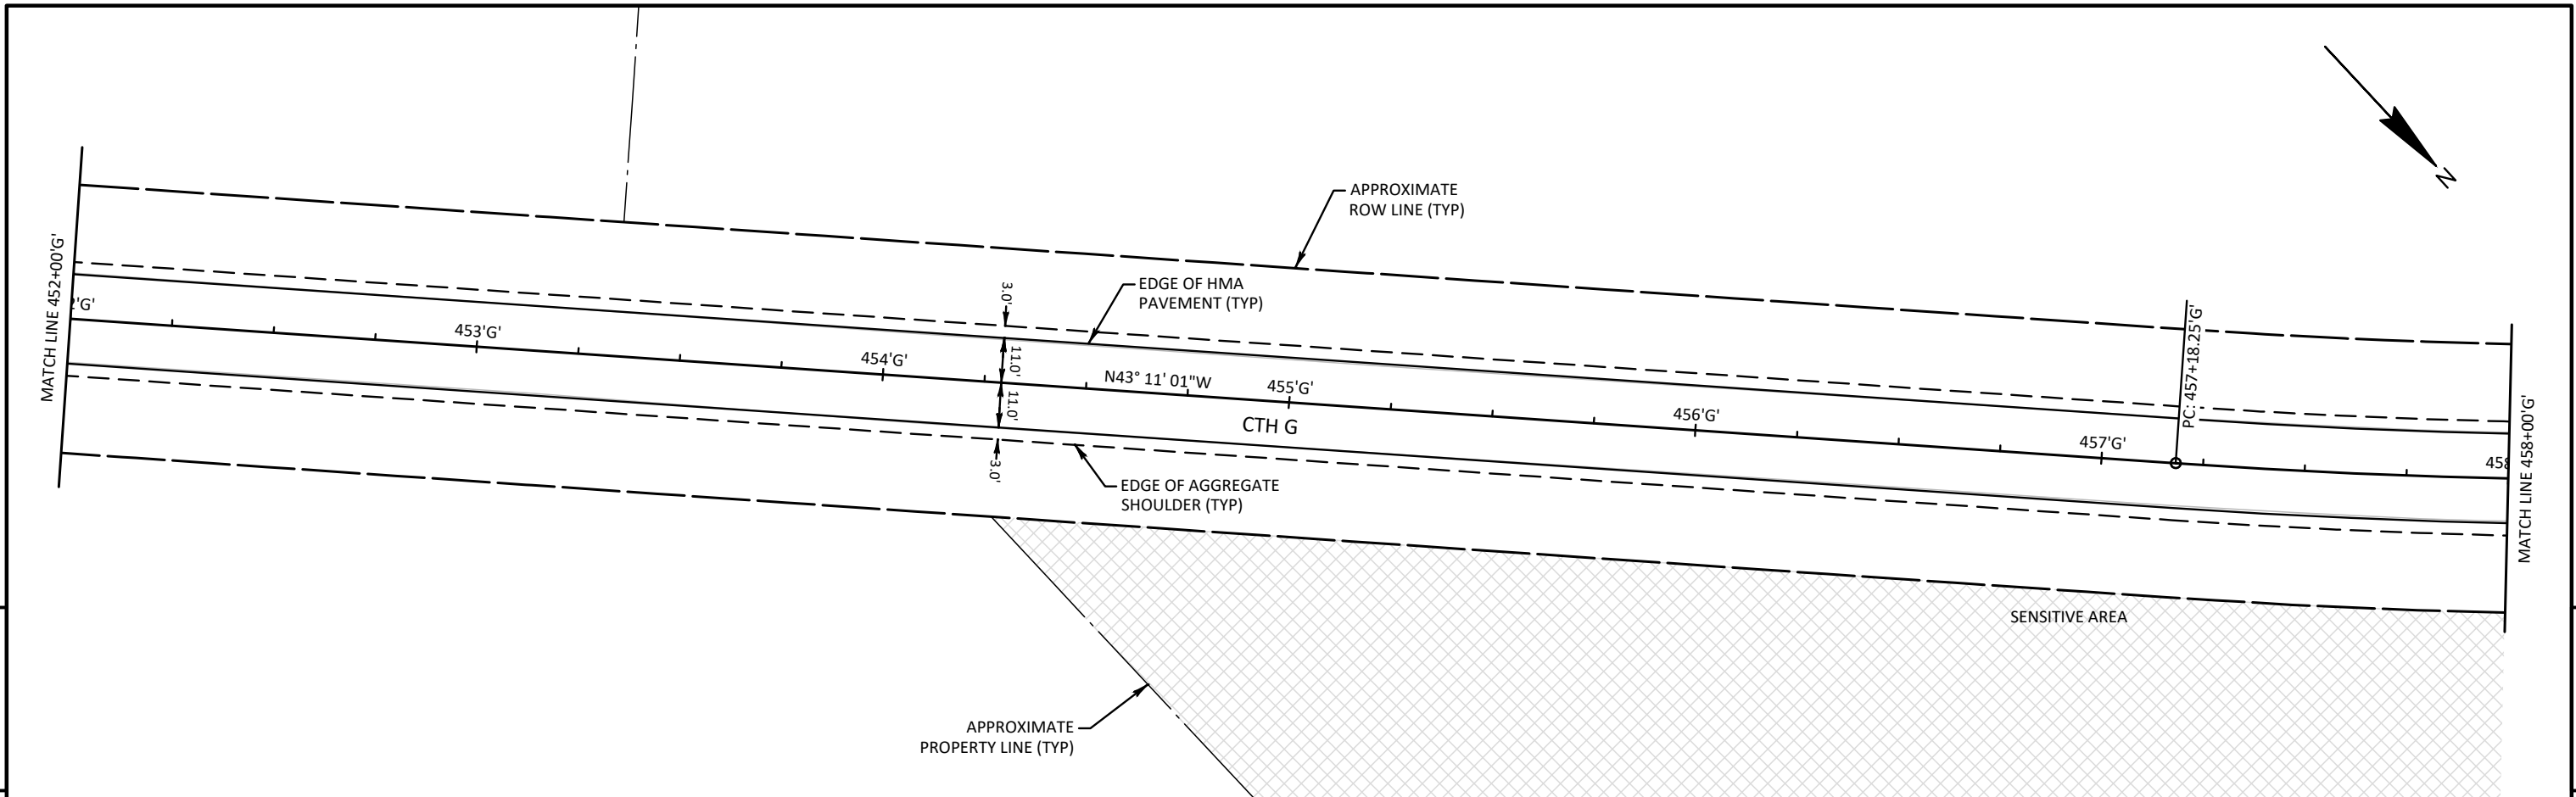 N
APPROXIMATE
ROW LINE (TYP)
MATCH LINE 452+00'G'
'G'
453'G'
454'G'
3.0'
11.0'
11.0'
3.0'
EDGE OF HMA
PAVEMENT (TYP)
N43° 11' 01"W
455'G'
CTH G
456'G'
457'G'
PC: 457+18.25'G'
458
MATCH LINE 458+00'G'
EDGE OF AGGREGATE
SHOULDER (TYP)
SENSITIVE AREA
APPROXIMATE
PROPERTY LINE (TYP)